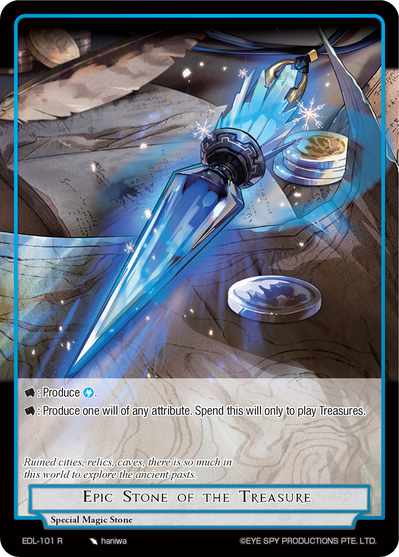 : Produce .
: Produce one will of any attribute. Spend this will only to play Treasures.
Ruined cities, relics, caves, there is so much in
this world to explore the ancient pasts.
Epic Stone of the Treasure
Special Magic Stone
EDL-101 R haniwa ©EYE SPY PRODUCTIONS PTE. LTD.